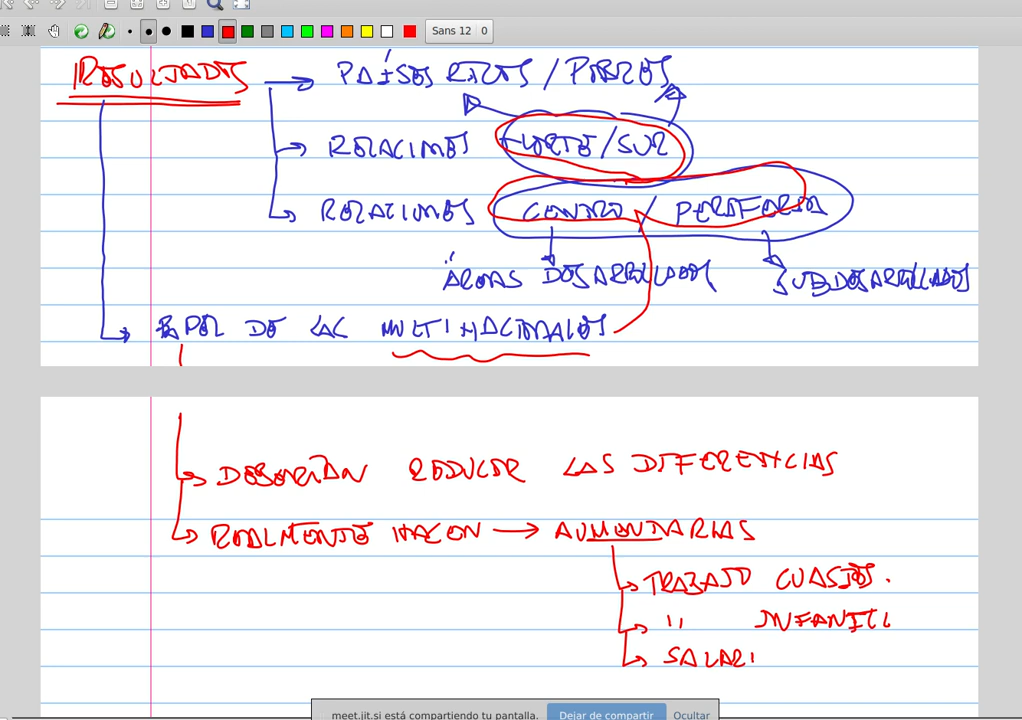 Sans 12 0
RESULTADOS → PAÍSES RICOS / POBRES
RELACIONES NORTE/SUR
RELACIONES CENTRO / PERIFERIA
ÁREAS DESARROLLADAS SUBDESARROLLADAS
PAPEL DE LAS MULTINACIONALES
DEBERÍAN REDUCIR LAS DIFERENCIAS
REALMENTE HACEN → AUMENTARLAS
TRABAJO
" INFANTIL
SALARI
meet.jit.si está compartiendo tu pantalla. Dejar de compartir Ocultar